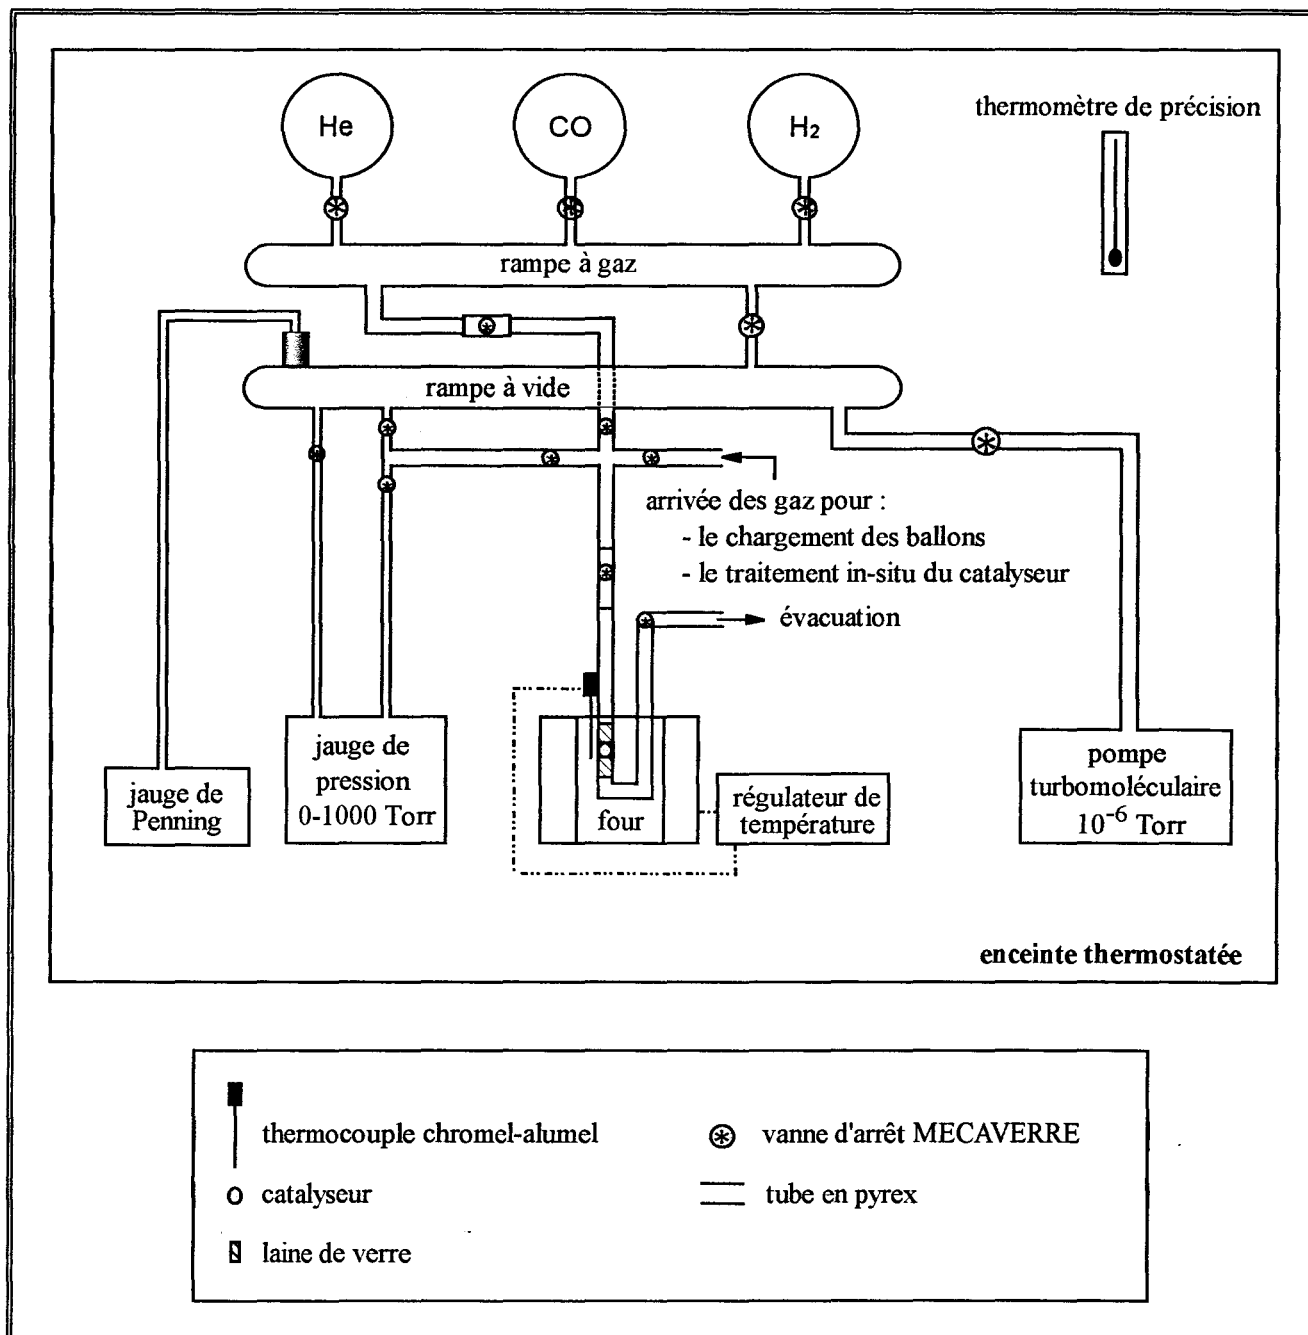 He
CO
H2
thermomètre de précision
rampe à gaz
rampe à vide
arrivée des gaz pour :
- le chargement des ballons
- le traitement in-situ du catalyseur
évacuation
jauge de
Penning
jauge de
pression
0-1000 Torr
four
régulateur de
température
pompe
turbomoléculaire
10-6 Torr
enceinte thermostatée
thermocouple chromel-alumel
vanne d'arrêt MECAVERRE
catalyseur
tube en pyrex
laine de verre